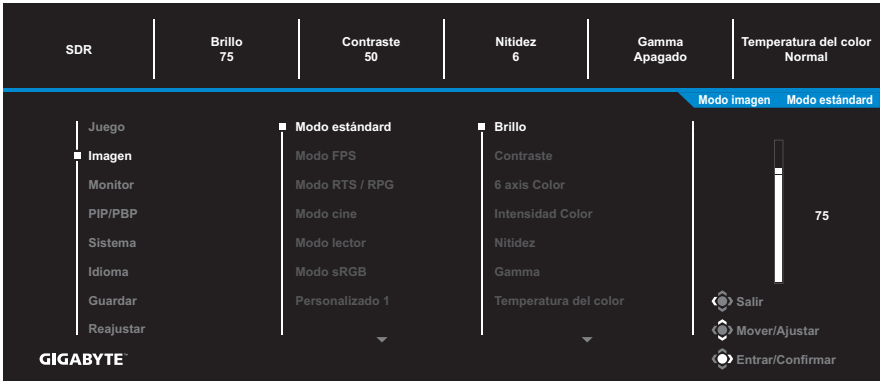 SDR
Brillo
75
Contraste
50
Nitidez
6
Gamma
Apagado
Temperatura del color
Normal
Modo imagen Modo estándard
Juego
Imagen
Monitor
PIP/PBP
Sistema
Idioma
Guardar
Reajustar
Modo estándard
Modo FPS
Modo RTS / RPG
Modo cine
Modo lector
Modo sRGB
Personalizado 1
Brillo
Contraste
6 axis Color
Intensidad Color
Nitidez
Gamma
Temperatura del color
75
Salir
Mover/Ajustar
Entrar/Confirmar
GIGABYTE™